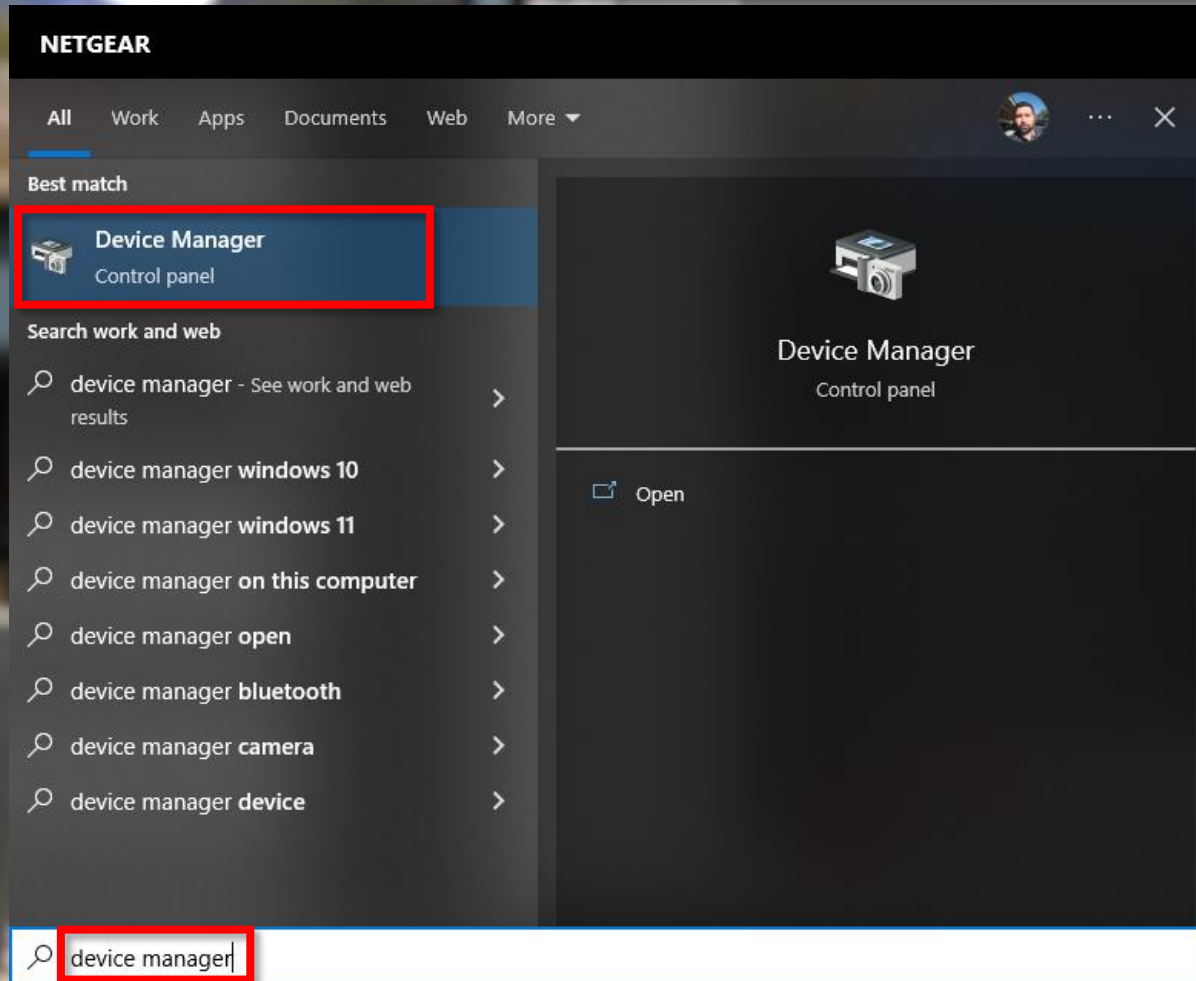 NETGEAR
All Work Apps Documents Web More
Best match
Device Manager
Control panel
Search work and web
device manager - See work and web
results
device manager windows 10
device manager windows 11
device manager on this computer
device manager open
device manager bluetooth
device manager camera
device manager device
Device Manager
Control panel
Open
device manager